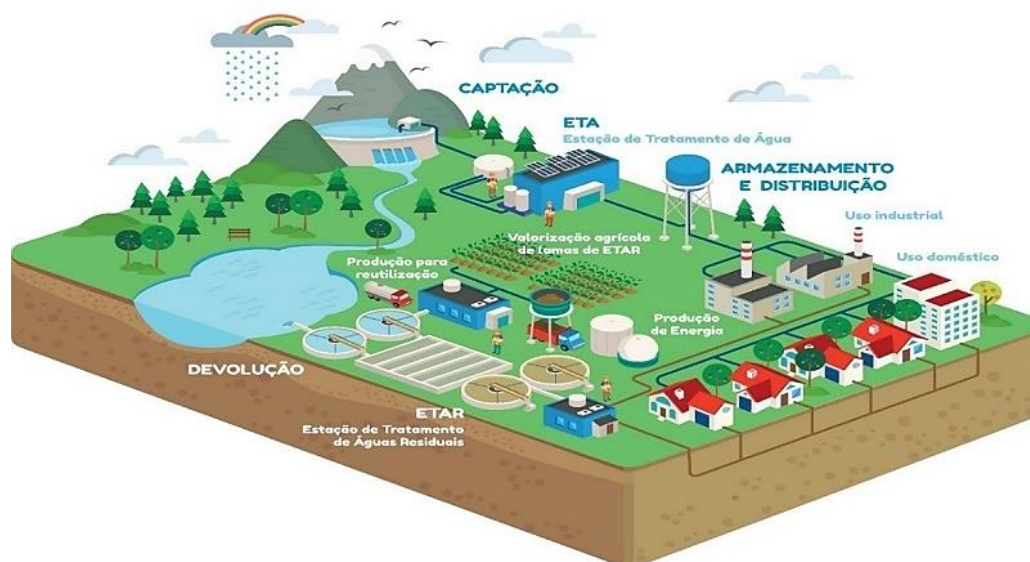 CAPTAÇÃO
ETA
Estação de Tratamento de Água
ARMAZENAMENTO
E DISTRIBUIÇÃO
Uso industrial
Uso doméstico
Valorização agrícola
de lamas de ETAR
Produção para
reutilização
Produção
de Energia
DEVOLUÇÃO
ETAR
Estação de Tratamento
de Águas Residuais